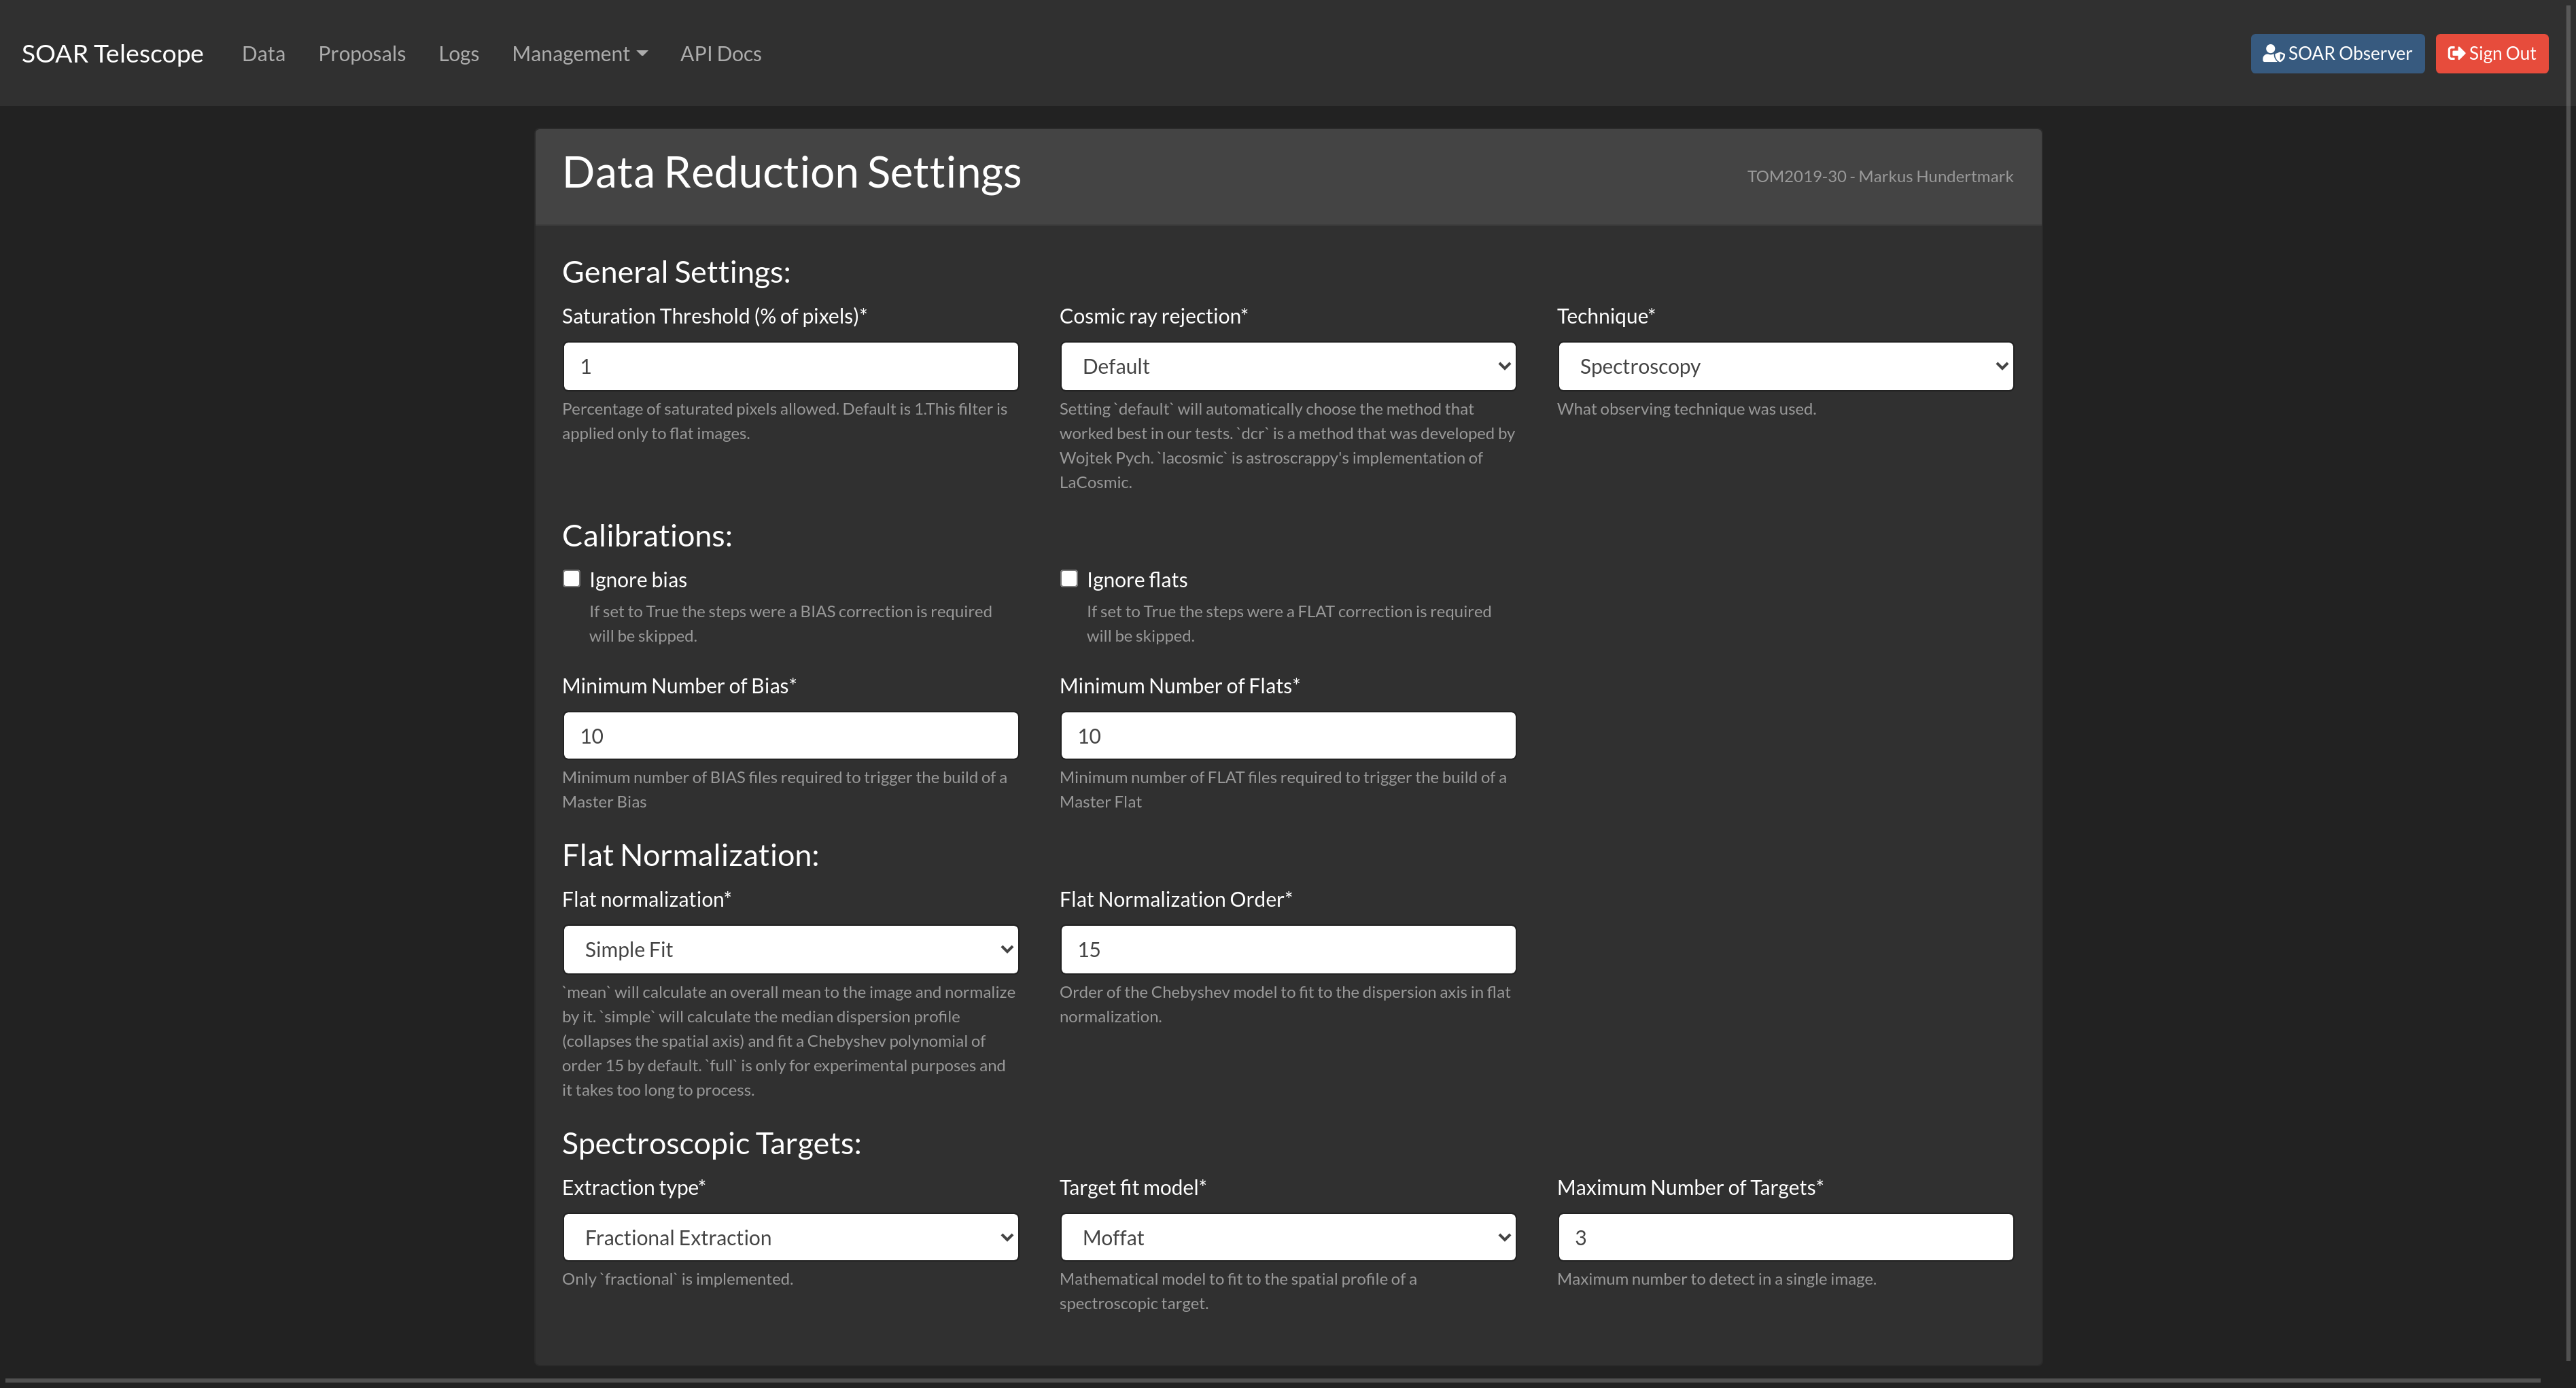 SOAR Telescope Data Proposals Logs Management API Docs SOAR Observer Sign Out
Data Reduction Settings
TOM2019-30 - Markus Hundertmark
General Settings:
Saturation Threshold (% of pixels)*
1
Percentage of saturated pixels allowed. Default is 1.This filter is
applied only to flat images.
Cosmic ray rejection*
Default
Setting `default` will automatically choose the method that
worked best in our tests. `dcr` is a method that was developed by
Wojtek Pych. `lacosmic` is astroscrappy's implementation of
LaCosmic.
Technique*
Spectroscopy
What observing technique was used.
Calibrations:
Ignore bias
If set to True the steps were a BIAS correction is required
will be skipped.
Ignore flats
If set to True the steps were a FLAT correction is required
will be skipped.
Minimum Number of Bias*
10
Minimum number of BIAS files required to trigger the build of a
Master Bias
Minimum Number of Flats*
10
Minimum number of FLAT files required to trigger the build of a
Master Flat
Flat Normalization:
Flat normalization*
Simple Fit
`mean` will calculate an overall mean to the image and normalize
by it. `simple` will calculate the median dispersion profile
(collapses the spatial axis) and fit a Chebyshev polynomial of
order 15 by default. `full` is only for experimental purposes and
it takes too long to process.
Flat Normalization Order*
15
Order of the Chebyshev model to fit to the dispersion axis in flat
normalization.
Spectroscopic Targets:
Extraction type*
Fractional Extraction
Only `fractional` is implemented.
Target fit model*
Moffat
Mathematical model to fit to the spatial profile of a
spectroscopic target.
Maximum Number of Targets*
3
Maximum number to detect in a single image.